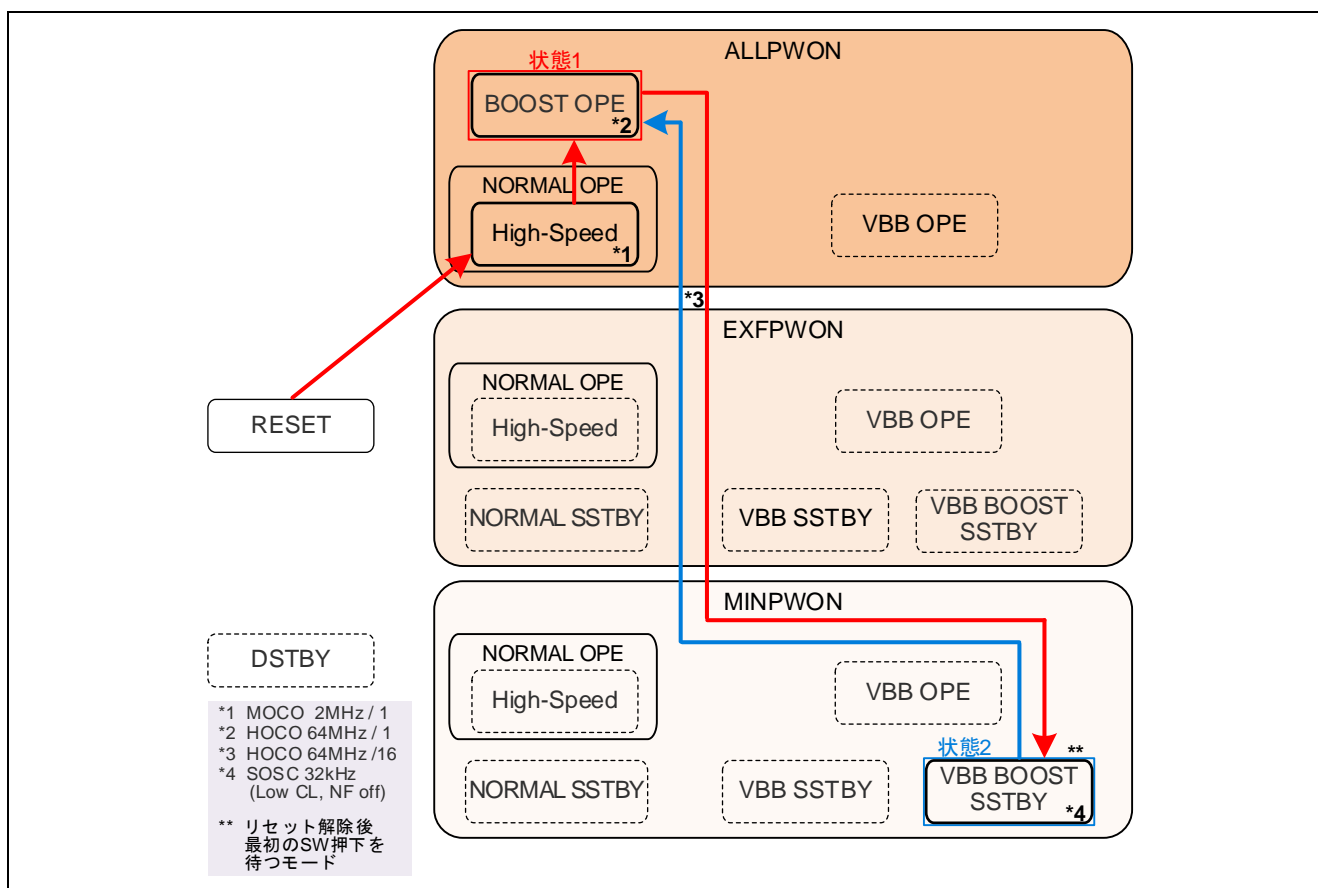 ALLPWON
状態1
BOOST OPE
*2
NORMAL OPE
High-Speed
*1
VBB OPE
*3
EXFPWON
NORMAL OPE
High-Speed
VBB OPE
RESET
NORMAL SSTBY
VBB SSTBY
VBB BOOST
SSTBY
MINPWON
NORMAL OPE
High-Speed
VBB OPE
DSTBY
状態2
**
NORMAL SSTBY
VBB SSTBY
VBB BOOST
SSTBY
*4
*1 MOCO 2MHz / 1
*2 HOCO 64MHz / 1
*3 HOCO 64MHz /16
*4 SOSC 32kHz
(Low CL, NF off)
** リセット解除後
最初のSW押下を
待つモード